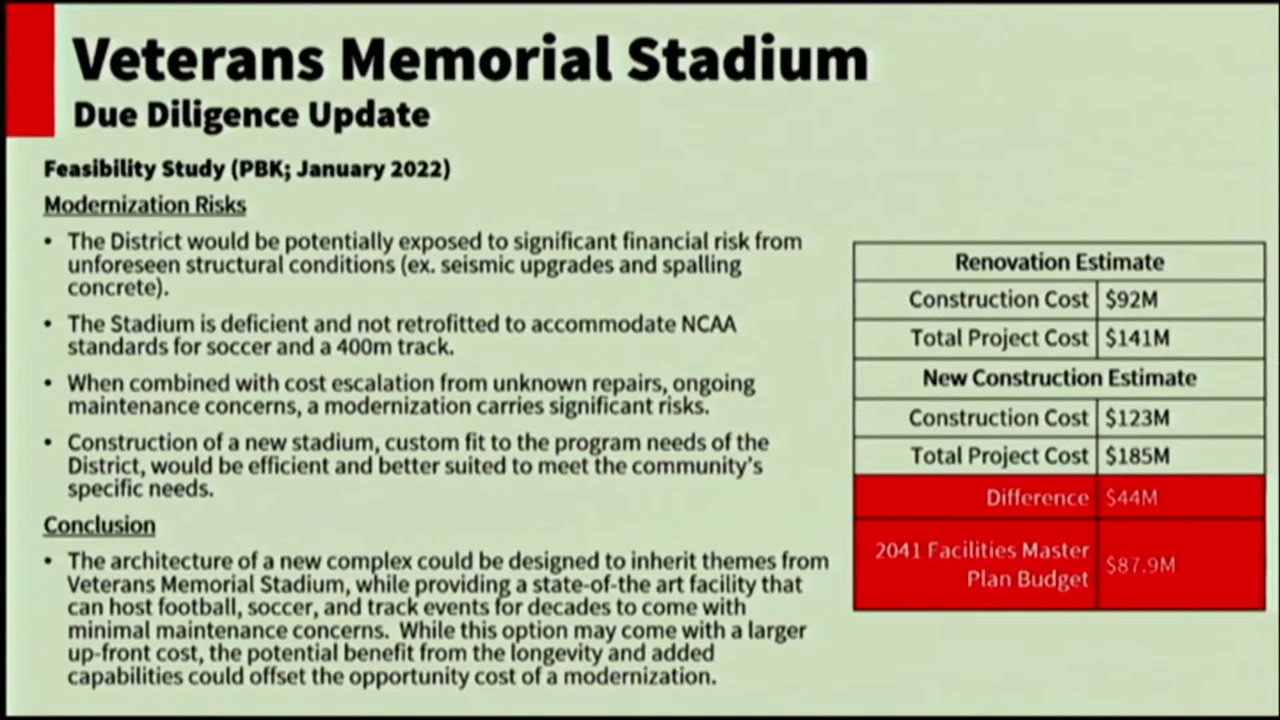 Veterans Memorial Stadium
Due Diligence Update
Feasibility Study (PBK; January 2022)
Modernization Risks
• The District would be potentially exposed to significant financial risk from
unforeseen structural conditions (ex. seismic upgrades and spalling
concrete).
• The Stadium is deficient and not retrofitted to accommodate NCAA
standards for soccer and a 400m track.
• When combined with cost escalation from unknown repairs, ongoing
maintenance concerns, a modernization carries significant risks.
• Construction of a new stadium, custom fit to the program needs of the
District, would be efficient and better suited to meet the community's
specific needs.
Conclusion
• The architecture of a new complex could be designed to inherit themes from
Veterans Memorial Stadium, while providing a state-of-the art facility that
can host football, soccer, and track events for decades to come with
minimal maintenance concerns. While this option may come with a larger
up-front cost, the potential benefit from the longevity and added
capabilities could offset the opportunity cost of a modernization.
Renovation Estimate
Construction Cost $92M
Total Project Cost $141M
New Construction Estimate
Construction Cost $123M
Total Project Cost $185M
Difference $44M
2041 Facilities Master
Plan Budget $87.9M